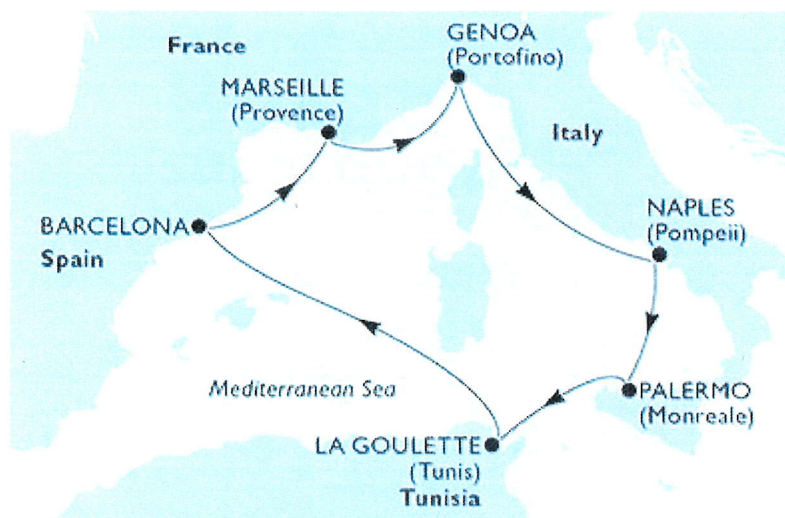 France
GENOA
(Portofino)
MARSEILLE
(Provence)
Italy
BARCELONA
Spain
NAPLES
(Pompeii)
Mediterranean Sea
PALERMO
(Monreale)
LA GOULETTE
(Tunis)
Tunisia